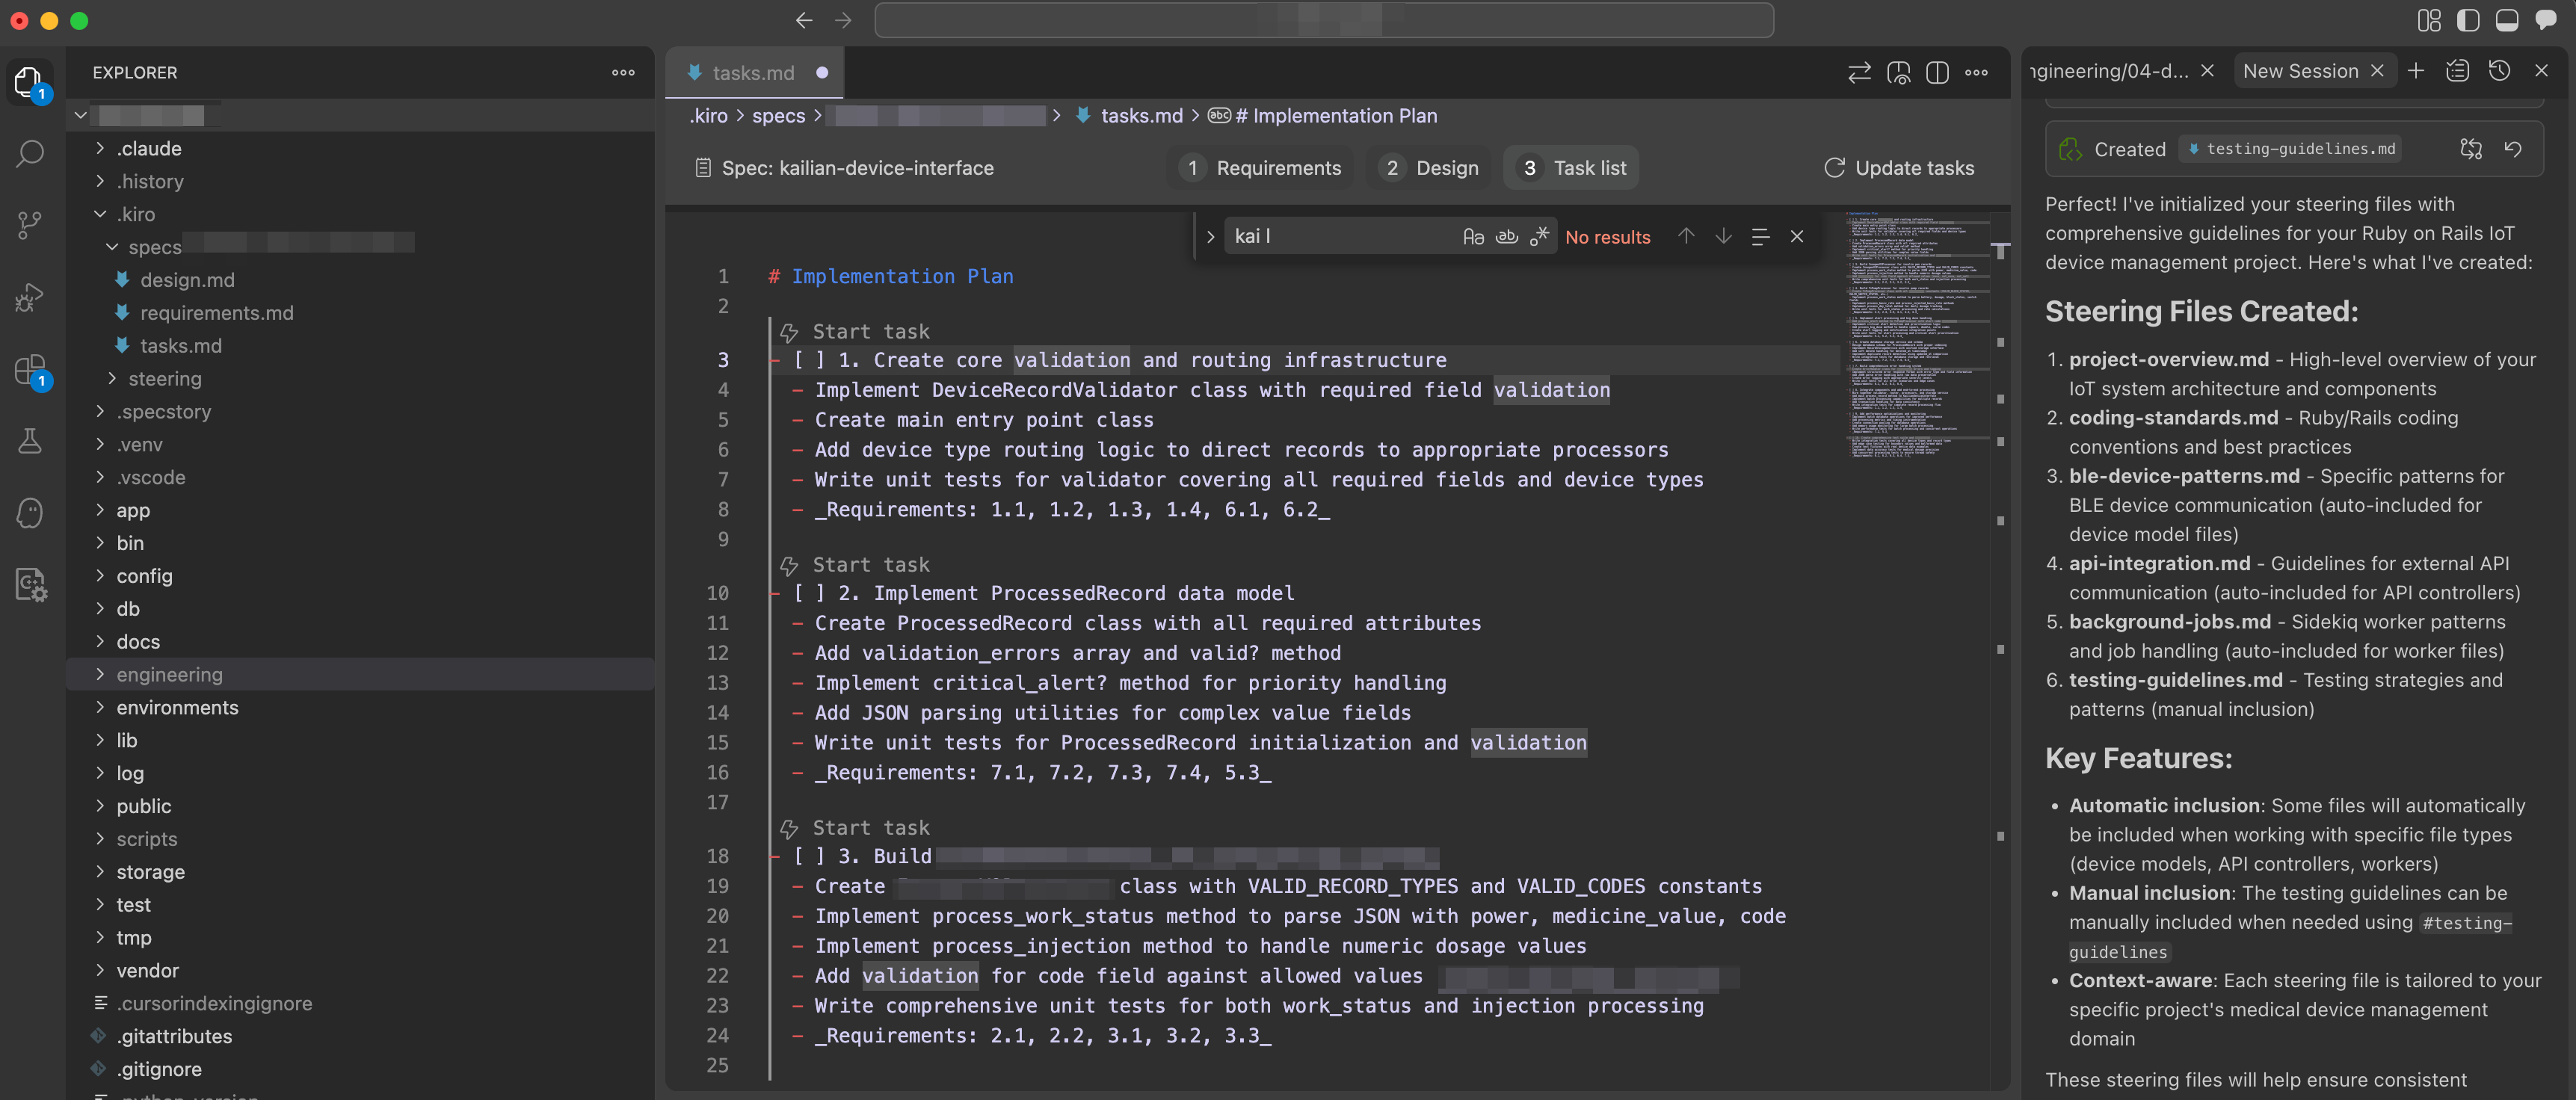 EXPLORER
.claude
.history
.kiro
specs
design.md
requirements.md
tasks.md
steering
.specstory
.venv
.vscode
app
bin
config
db
docs
engineering
environments
lib
log
public
scripts
storage
test
tmp
vendor
.cursorindexingignore
.gitattributes
.gitignore
.python-version
1
1
tasks.md
.kiro > specs > > tasks.md > abc # Implementation Plan
Spec: kailian-device-interface
1 Requirements 2 Design 3 Task list
Update tasks
kai l Aa ab .* No results
1 # Implementation Plan
2
Start task
3 - [ ] 1. Create core validation and routing infrastructure
4 - Implement DeviceRecordValidator class with required field validation
5 - Create main entry point class
6 - Add device type routing logic to direct records to appropriate processors
7 - Write unit tests for validator covering all required fields and device types
8 - _Requirements: 1.1, 1.2, 1.3, 1.4, 6.1, 6.2_
9
Start task
10 - [ ] 2. Implement ProcessedRecord data model
11 - Create ProcessedRecord class with all required attributes
12 - Add validation_errors array and valid? method
13 - Implement critical_alert? method for priority handling
14 - Add JSON parsing utilities for complex value fields
15 - Write unit tests for ProcessedRecord initialization and validation
16 - _Requirements: 7.1, 7.2, 7.3, 7.4, 5.3_
17
Start task
18 - [ ] 3. Build
19 - Create class with VALID_RECORD_TYPES and VALID_CODES constants
20 - Implement process_work_status method to parse JSON with power, medicine_value, code
21 - Implement process_injection method to handle numeric dosage values
22 - Add validation for code field against allowed values
23 - Write comprehensive unit tests for both work_status and injection processing
24 - _Requirements: 2.1, 2.2, 3.1, 3.2, 3.3_
25
ngineering/04-d...
New Session
Created testing-guidelines.md
Perfect! I've initialized your steering files with
comprehensive guidelines for your Ruby on Rails IoT
device management project. Here's what I've created:
Steering Files Created:
1. project-overview.md - High-level overview of your
IoT system architecture and components
2. coding-standards.md - Ruby/Rails coding
conventions and best practices
3. ble-device-patterns.md - Specific patterns for
BLE device communication (auto-included for
device model files)
4. api-integration.md - Guidelines for external API
communication (auto-included for API controllers)
5. background-jobs.md - Sidekiq worker patterns
and job handling (auto-included for worker files)
6. testing-guidelines.md - Testing strategies and
patterns (manual inclusion)
Key Features:
• Automatic inclusion: Some files will automatically
be included when working with specific file types
(device models, API controllers, workers)
• Manual inclusion: The testing guidelines can be
manually included when needed using #testing-
guidelines
• Context-aware: Each steering file is tailored to your
specific project's medical device management
domain
These steering files will help ensure consistent